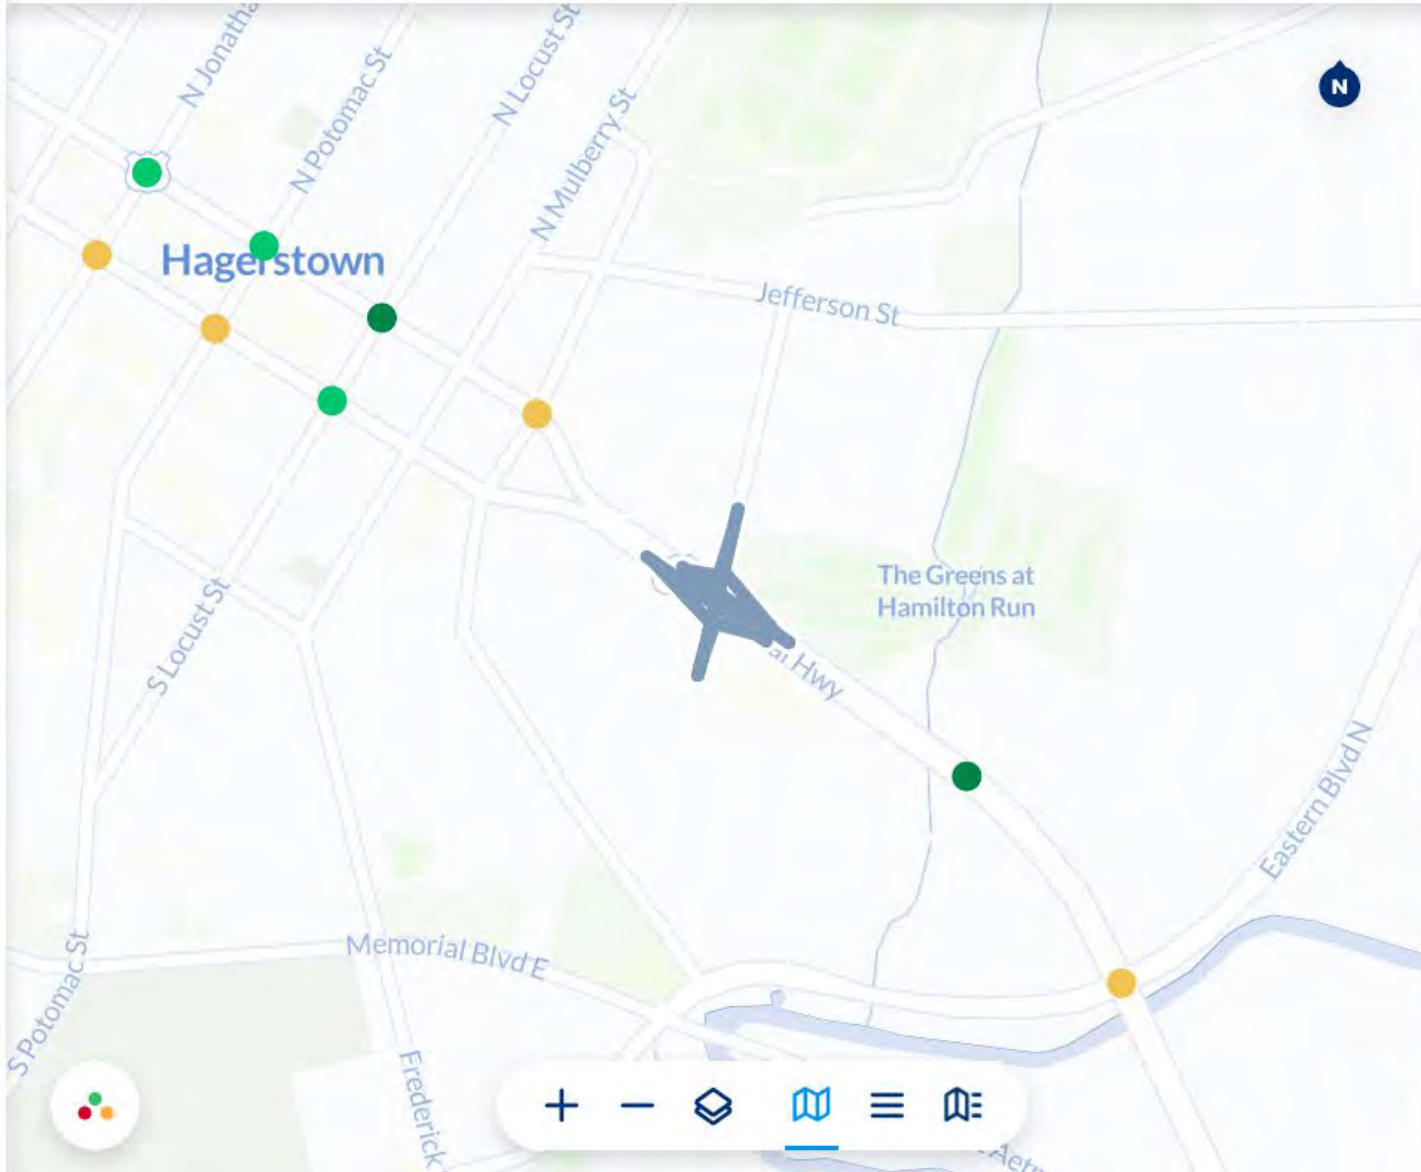 N Jonatha
N Potomac St
N Locust St
N Mulberry St
N
Hagerstown
Jefferson St
The Greens at
Hamilton Run
S Locust St
al Hwy
Eastern Blvd N
Memorial Blvd E
S Potomac St
Frederick
Aetn